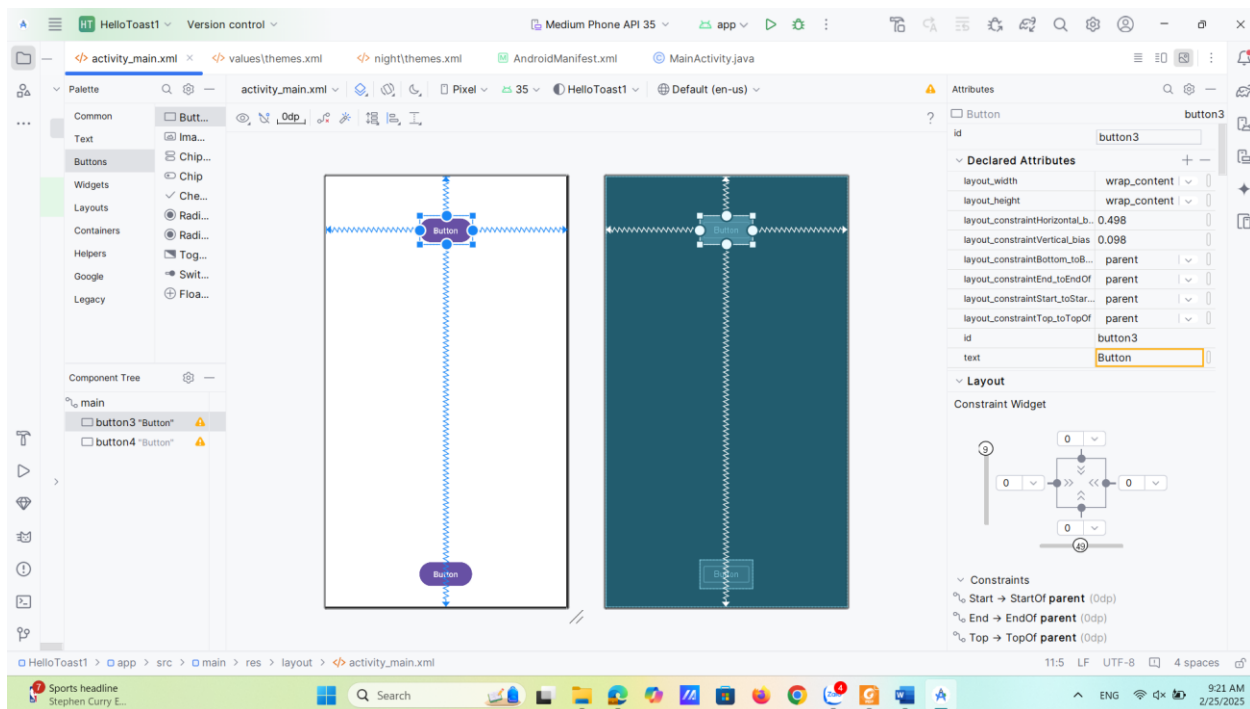 HT HelloToast1 Version control Medium Phone API 35 app
activity_main.xml values\themes.xml night\themes.xml AndroidManifest.xml MainActivity.java
Palette
activity_main.xml Pixel 35 HelloToast1 Default (en-us)
0dp
Common
Text
Buttons
Widgets
Layouts
Containers
Helpers
Google
Legacy
Butt...
Ima...
Chip...
Chip
Che...
Radi...
Radi...
Tog...
Swit...
Floa...
Component Tree
main
button3 "Button"
button4 "Button"
Button
Button
Button
Button
Attributes
Button button3
id button3
Declared Attributes
layout_width wrap_content
layout_height wrap_content
layout_constraintHorizontal_b... 0.498
layout_constraintVertical_bias 0.098
layout_constraintBottom_toB... parent
layout_constraintEnd_toEndOf parent
layout_constraintStart_toStar... parent
layout_constraintTop_toTopOf parent
id button3
text Button
Layout
Constraint Widget
0
9
0 0
0
49
Constraints
Start → StartOf parent (0dp)
End → EndOf parent (0dp)
Top → TopOf parent (0dp)
HelloToast1 > app > src > main > res > layout > activity_main.xml
11:5 LF UTF-8 4 spaces
7 Sports headline
Stephen Curry E...
Search
Zalo 4
ENG
9:21 AM
2/25/2025